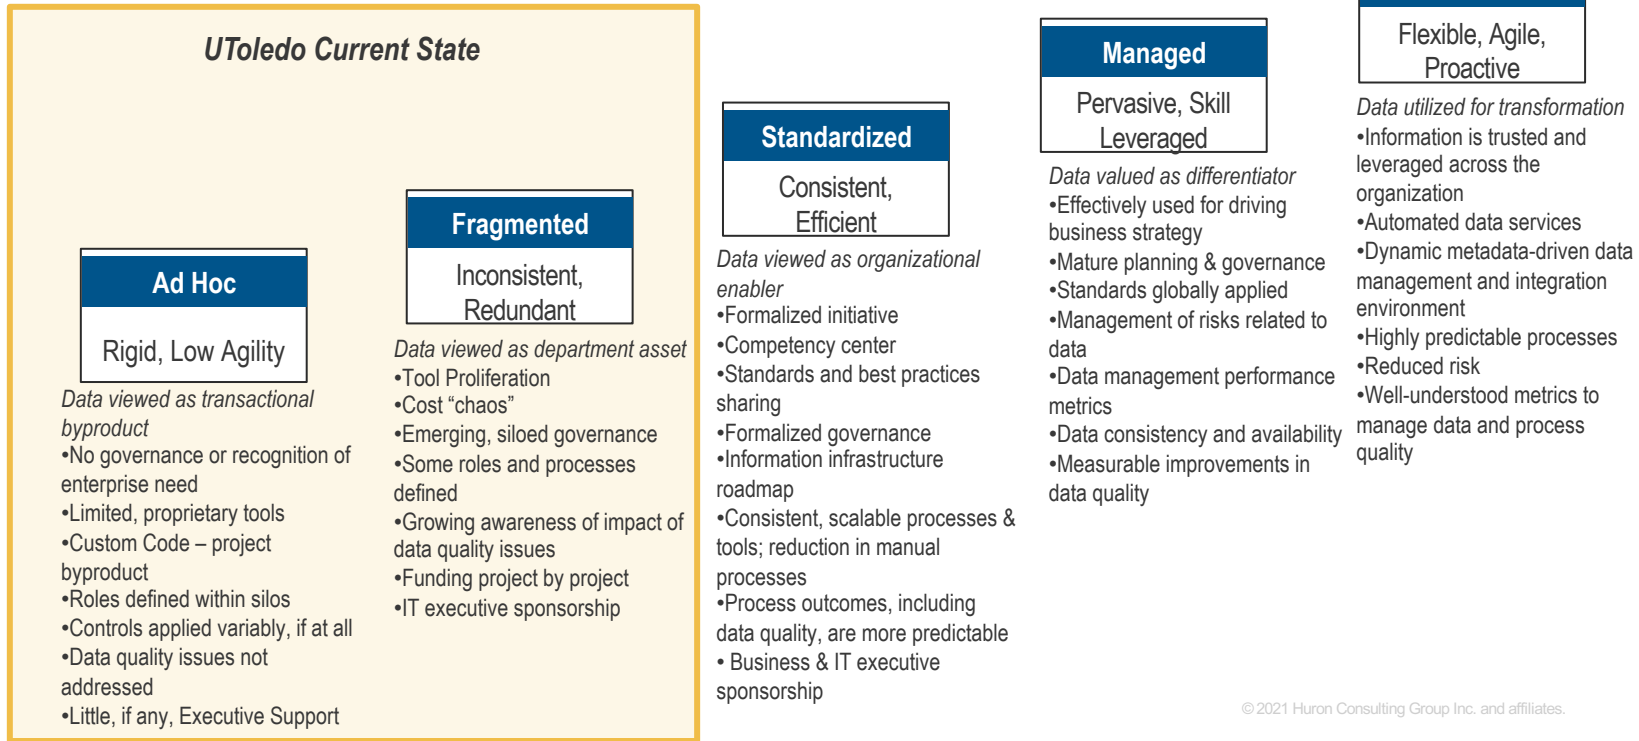 UToledo Current State
Ad Hoc
Rigid, Low Agility
Data viewed as transactional
byproduct
•No governance or recognition of
enterprise need
•Limited, proprietary tools
•Custom Code – project
byproduct
•Roles defined within silos
•Controls applied variably, if at all
•Data quality issues not
addressed
•Little, if any, Executive Support
Fragmented
Inconsistent,
Redundant
Data viewed as department asset
•Tool Proliferation
•Cost “chaos”
•Emerging, siloed governance
•Some roles and processes
defined
•Growing awareness of impact of
data quality issues
•Funding project by project
•IT executive sponsorship
Standardized
Consistent,
Efficient
Data viewed as organizational
enabler
•Formalized initiative
•Competency center
•Standards and best practices
sharing
•Formalized governance
•Information infrastructure
roadmap
•Consistent, scalable processes &
tools; reduction in manual
processes
•Process outcomes, including
data quality, are more predictable
• Business & IT executive
sponsorship
Managed
Pervasive, Skill
Leveraged
Data valued as differentiator
•Effectively used for driving
business strategy
•Mature planning & governance
•Standards globally applied
•Management of risks related to
data
•Data management performance
metrics
•Data consistency and availability
•Measurable improvements in
data quality
Flexible, Agile,
Proactive
Data utilized for transformation
•Information is trusted and
leveraged across the
organization
•Automated data services
•Dynamic metadata-driven data
management and integration
environment
•Highly predictable processes
•Reduced risk
•Well-understood metrics to
manage data and process
quality
© 2021 Huron Consulting Group Inc. and affiliates.